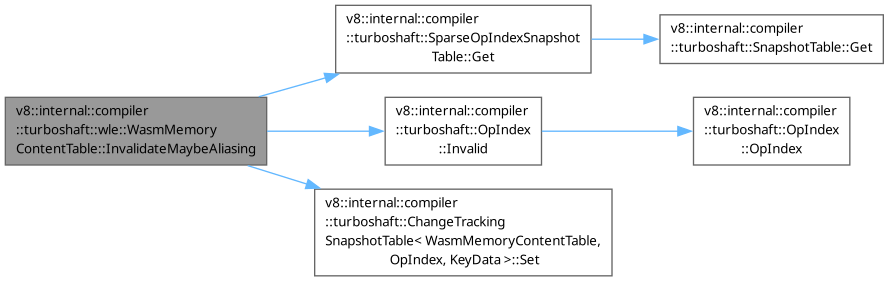 v8::internal::compiler
::turboshaft::SparseOpIndexSnapshot
Table::Get
v8::internal::compiler
::turboshaft::SnapshotTable::Get
v8::internal::compiler
::turboshaft::wle::WasmMemory
ContentTable::InvalidateMaybeAliasing
v8::internal::compiler
::turboshaft::OpIndex
::Invalid
v8::internal::compiler
::turboshaft::OpIndex
::OpIndex
v8::internal::compiler
::turboshaft::ChangeTracking
SnapshotTable< WasmMemoryContentTable,
OpIndex, KeyData >::Set